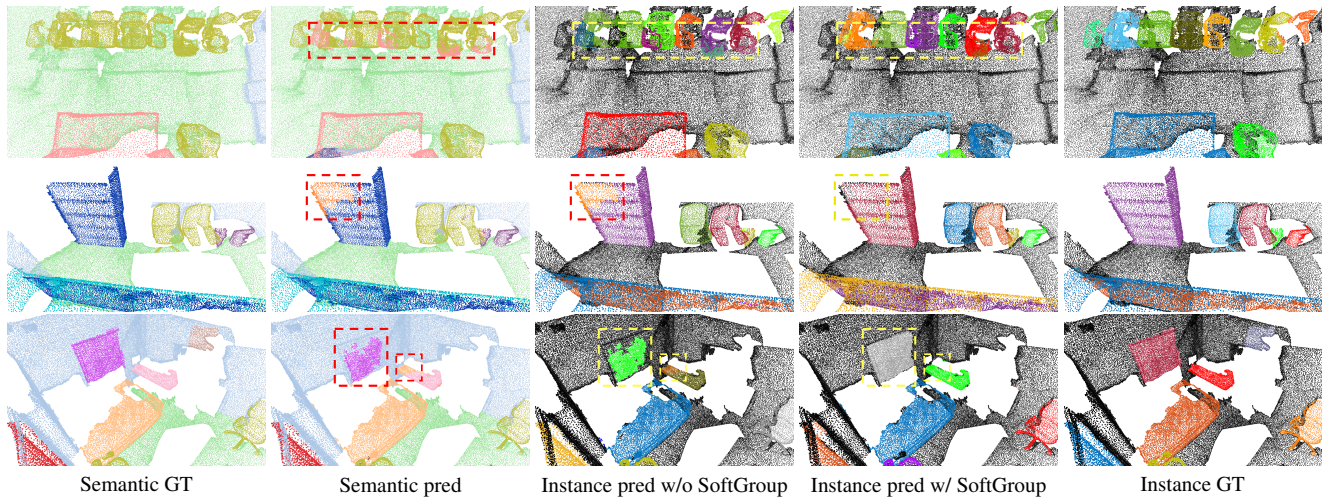 Semantic GT
Semantic pred
Instance pred w/o SoftGroup
Instance pred w/ SoftGroup
Instance GT